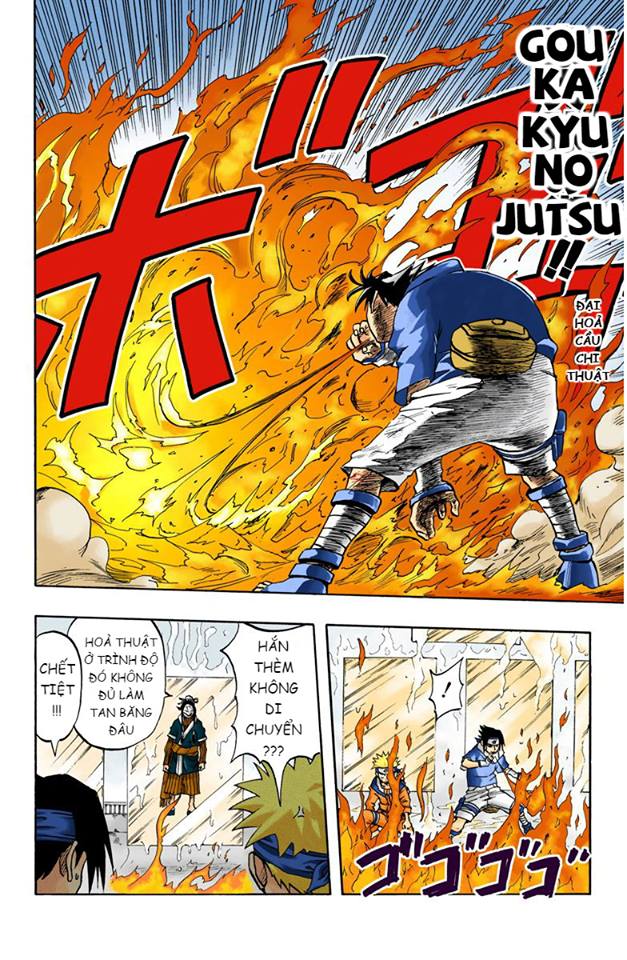 GOU
KA
KYU
NO
JUTSU
!!
ĐẠI
HOẢ
CẦU
CHI
THUẬT
ボ
!
ゴゴゴゴ
HẮN
THÈM
KHÔNG
DI
CHUYỂN
???
HOẢ THUẬT
Ở TRÌNH ĐỘ
ĐÓ KHÔNG
ĐỦ LÀM
TAN BĂNG
ĐÂU
CHẾT
TIỆT
!!!